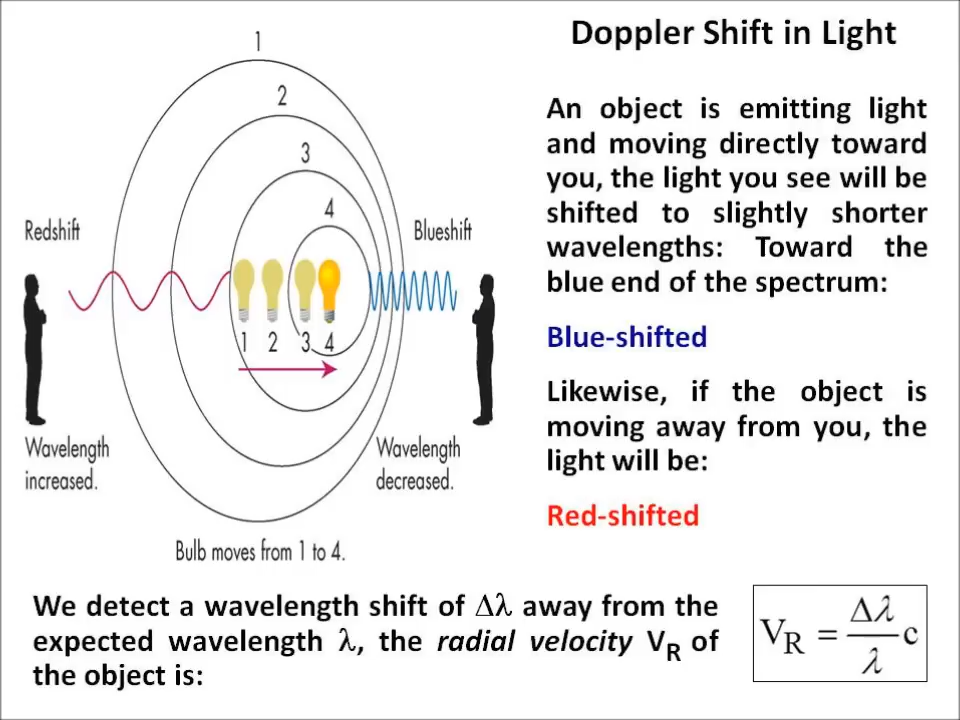 Doppler Shift in Light
An object is emitting light
and moving directly toward
you, the light you see will be
shifted to slightly shorter
wavelengths: Toward the
blue end of the spectrum:
Blue-shifted
Likewise, if the object is
moving away from you, the
light will be:
Red-shifted
1
2
3
4
Redshift
Blueshift
1 2 3 4
Wavelength
increased.
Wavelength
decreased.
Bulb moves from 1 to 4.
We detect a wavelength shift of Δλ away from the
expected wavelength λ, the radial velocity V_R of
the object is:
V_R = Δλ/λ c